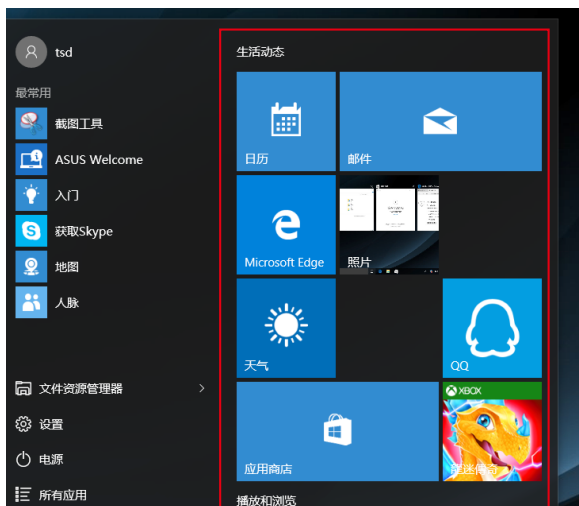 tsd
最常用
截图工具
ASUS Welcome
入门
获取Skype
地图
人脉
文件资源管理器
设置
电源
所有应用
生活动态
日历
邮件
Microsoft Edge
照片
天气
QQ
应用商店
XBOX
播放和浏览